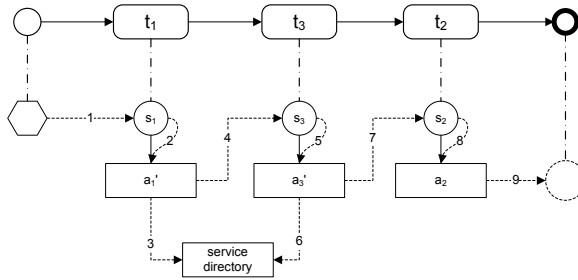 t1 t3 t2
1 s1 s3 s2
2 4 5 7 8
a1' a3' a2 9
3 6
service
directory